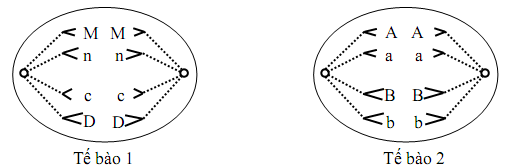 M M A A
n n a a
c c B B
D D b b
Tế bào 1 Tế bào 2